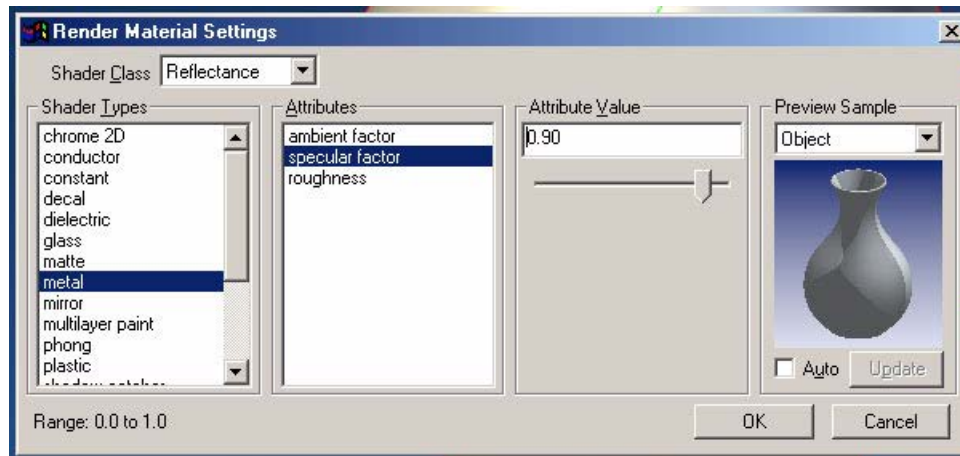 Render Material Settings
Shader Class Reflectance
Shader Types
chrome 2D
conductor
constant
decal
dielectric
glass
matte
metal
mirror
multilayer paint
phong
plastic
Attributes
ambient factor
specular factor
roughness
Attribute Value
0.90
Preview Sample
Object
Auto
Update
Range: 0.0 to 1.0
OK
Cancel